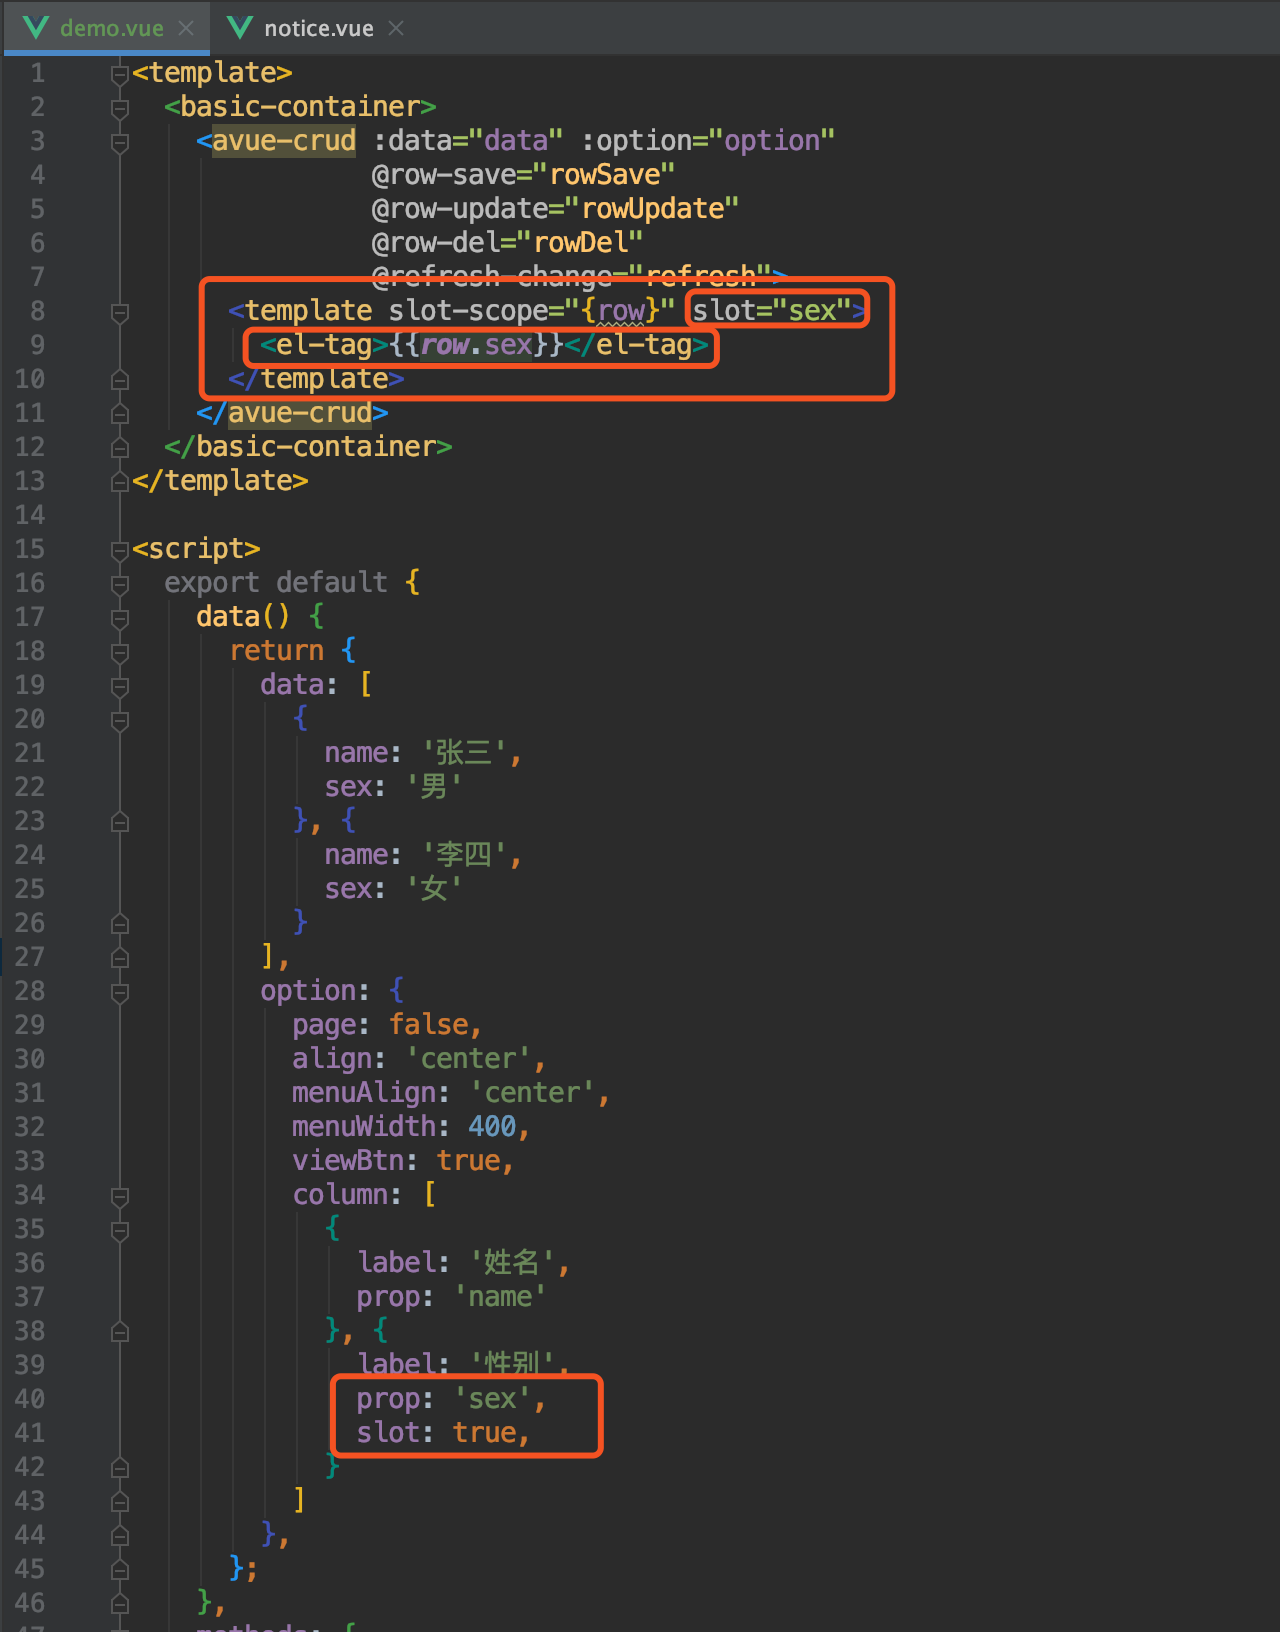 demo.vue notice.vue
1 <template>
2 <basic-container>
3 <avue-crud :data="data" :option="option"
4 @row-save="rowSave"
5 @row-update="rowUpdate"
6 @row-del="rowDel"
7 @refresh-change="refresh">
8 <template slot-scope="{row}" slot="sex">
9 <el-tag>{{row.sex}}</el-tag>
10 </template>
11 </avue-crud>
12 </basic-container>
13 </template>
14
15 <script>
16 export default {
17 data() {
18 return {
19 data: [
20 {
21 name: '张三',
22 sex: '男'
23 }, {
24 name: '李四',
25 sex: '女'
26 }
27 ],
28 option: {
29 page: false,
30 align: 'center',
31 menuAlign: 'center',
32 menuWidth: 400,
33 viewBtn: true,
34 column: [
35 {
36 label: '姓名',
37 prop: 'name'
38 }, {
39 label: '性别',
40 prop: 'sex',
41 slot: true,
42 }
43 ]
44 },
45 };
46 },
47 methods: {